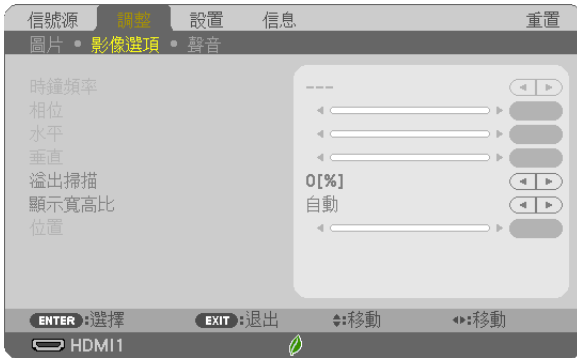 信號源 調整 設置 信息 重置
圖片 • 影像選項 • 聲音
時鐘頻率 ---
相位
水平
垂直
溢出掃描 0[%]
顯示寬高比 自動
位置
ENTER:選擇 EXIT:退出 :移動 :移動
HDMI1